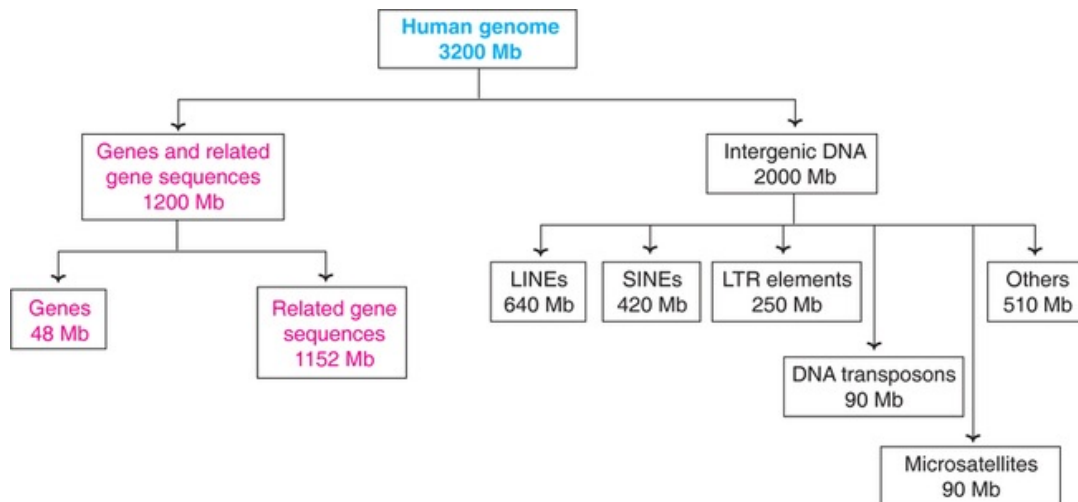 Human genome
3200 Mb
Genes and related
gene sequences
1200 Mb
Intergenic DNA
2000 Mb
Genes
48 Mb
Related gene
sequences
1152 Mb
LINEs
640 Mb
SINEs
420 Mb
LTR elements
250 Mb
Others
510 Mb
DNA transposons
90 Mb
Microsatellites
90 Mb